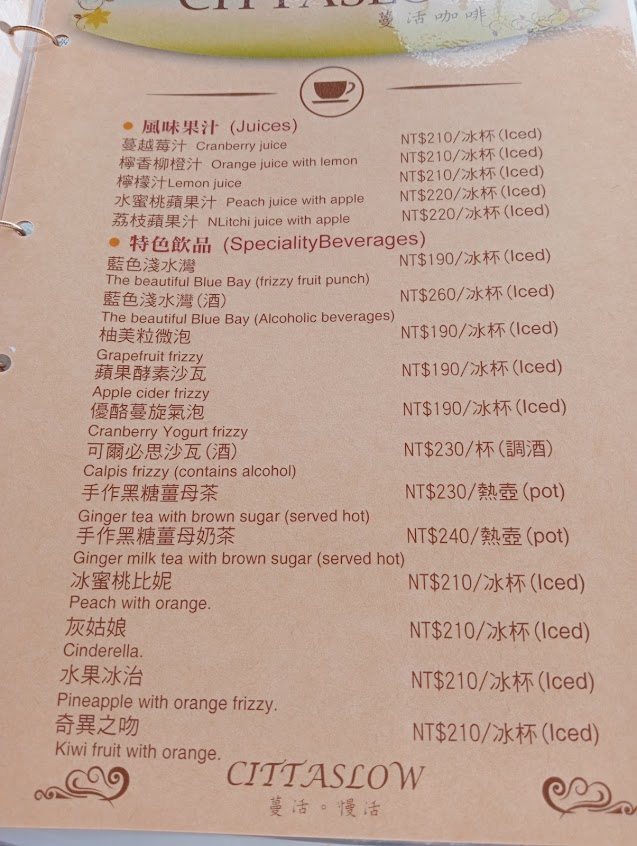 CITTASLOW
蔓活咖啡
風味果汁 (Juices)
蔓越莓汁 Cranberry juice NT$210/冰杯(Iced)
檸香柳橙汁 Orange juice with lemon NT$210/冰杯(Iced)
檸檬汁Lemon juice NT$210/冰杯(Iced)
水蜜桃蘋果汁 Peach juice with apple NT$220/冰杯(Iced)
荔枝蘋果汁 NLitchi juice with apple NT$220/冰杯(Iced)
特色飲品 (SpecialityBeverages)
藍色淺水灣 NT$190/冰杯(Iced)
The beautiful Blue Bay (frizzy fruit punch)
藍色淺水灣(酒) NT$260/冰杯(Iced)
The beautiful Blue Bay (Alcoholic beverages)
柚美粒微泡 NT$190/冰杯(Iced)
Grapefruit frizzy
蘋果酵素沙瓦 NT$190/冰杯(Iced)
Apple cider frizzy
優酪蔓旋氣泡 NT$190/冰杯(Iced)
Cranberry Yogurt frizzy
可爾必思沙瓦(酒) NT$230/杯(調酒)
Calpis frizzy (contains alcohol)
手作黑糖薑母茶 NT$230/熱壺(pot)
Ginger tea with brown sugar (served hot)
手作黑糖薑母奶茶 NT$240/熱壺(pot)
Ginger milk tea with brown sugar (served hot)
冰蜜桃比妮 NT$210/冰杯(Iced)
Peach with orange.
灰姑娘 NT$210/冰杯(Iced)
Cinderella.
水果冰治 NT$210/冰杯(Iced)
Pineapple with orange frizzy.
奇異之吻 NT$210/冰杯(Iced)
Kiwi fruit with orange.
CITTASLOW
蔓活。慢活